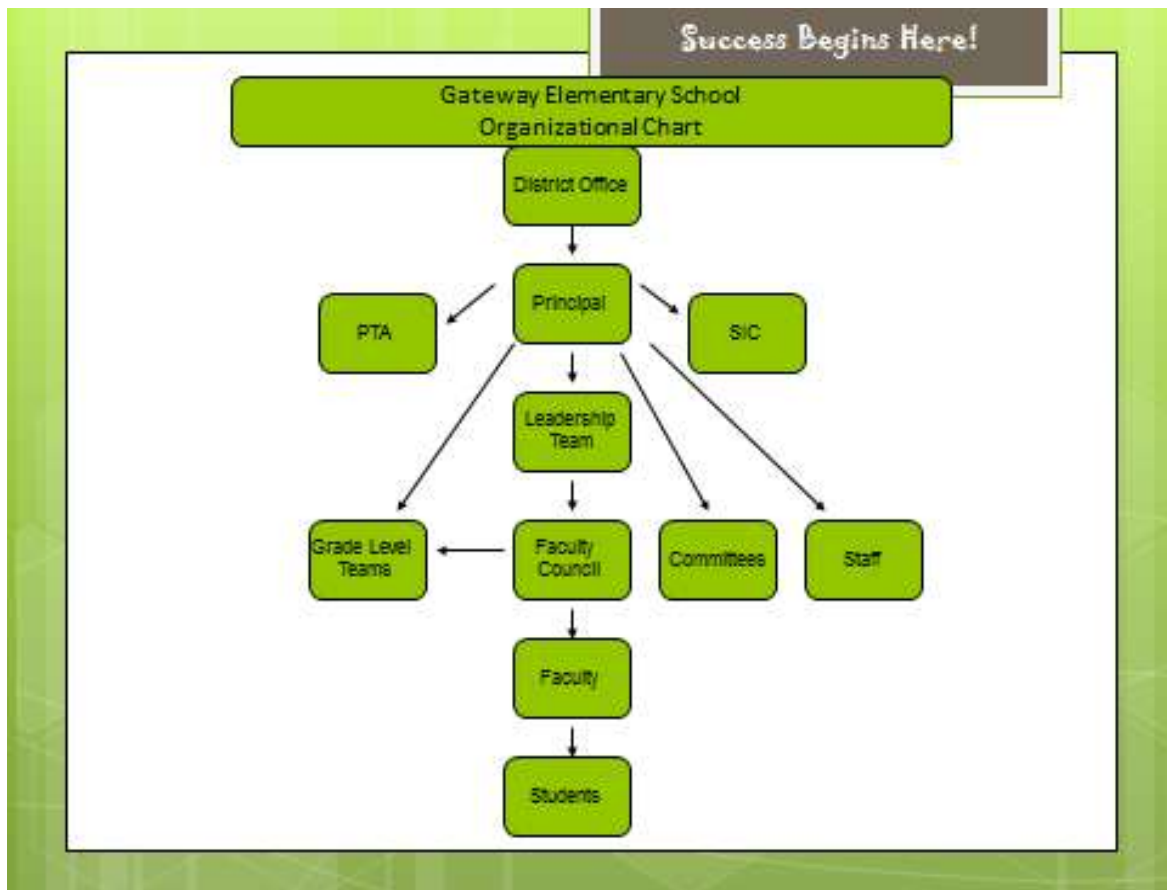 Success Begins Here!
Gateway Elementary School
Organizational Chart
District Office
Principal
PTA
SIC
Leadership
Team
Grade Level
Teams
Faculty
Council
Committees
Staff
Faculty
Students